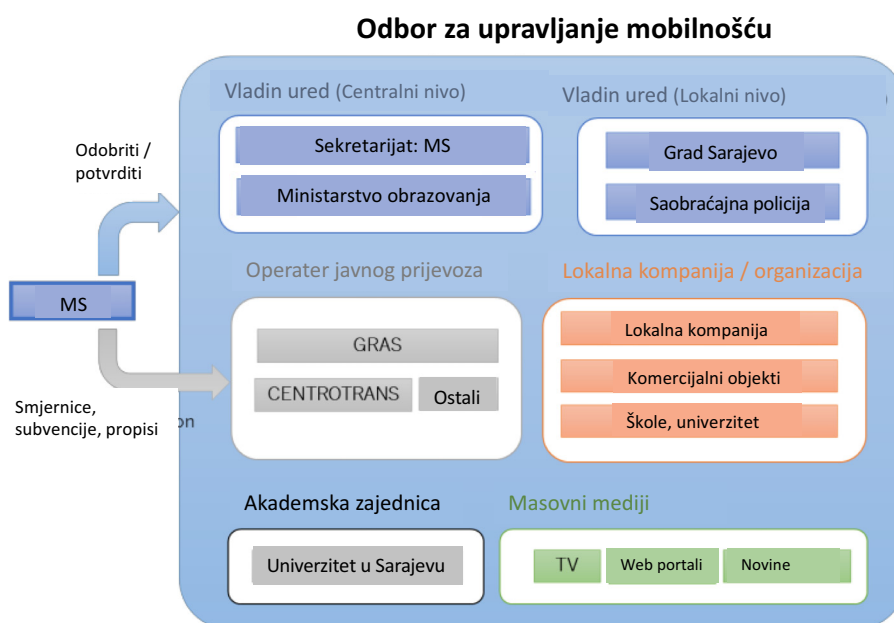 Odbor za upravljanje mobilnošću
Vladin ured (Centralni nivo)
Vladin ured (Lokalni nivo)
)
Sekretarijat: MS
Ministarstvo obrazovanja
Grad Sarajevo
Saobraćajna policija
Odobriti /
potvrditi
MS
Smjernice,
subvencije, propisi
on
Operater javnog prijevoza
GRAS
CENTROTRANS
Ostali
Lokalna kompanija / organizacija
Lokalna kompanija
Komercijalni objekti
Škole, univerzitet
Akademska zajednica
Univerzitet u Sarajevu
Masovni mediji
TV
Web portali
Novine